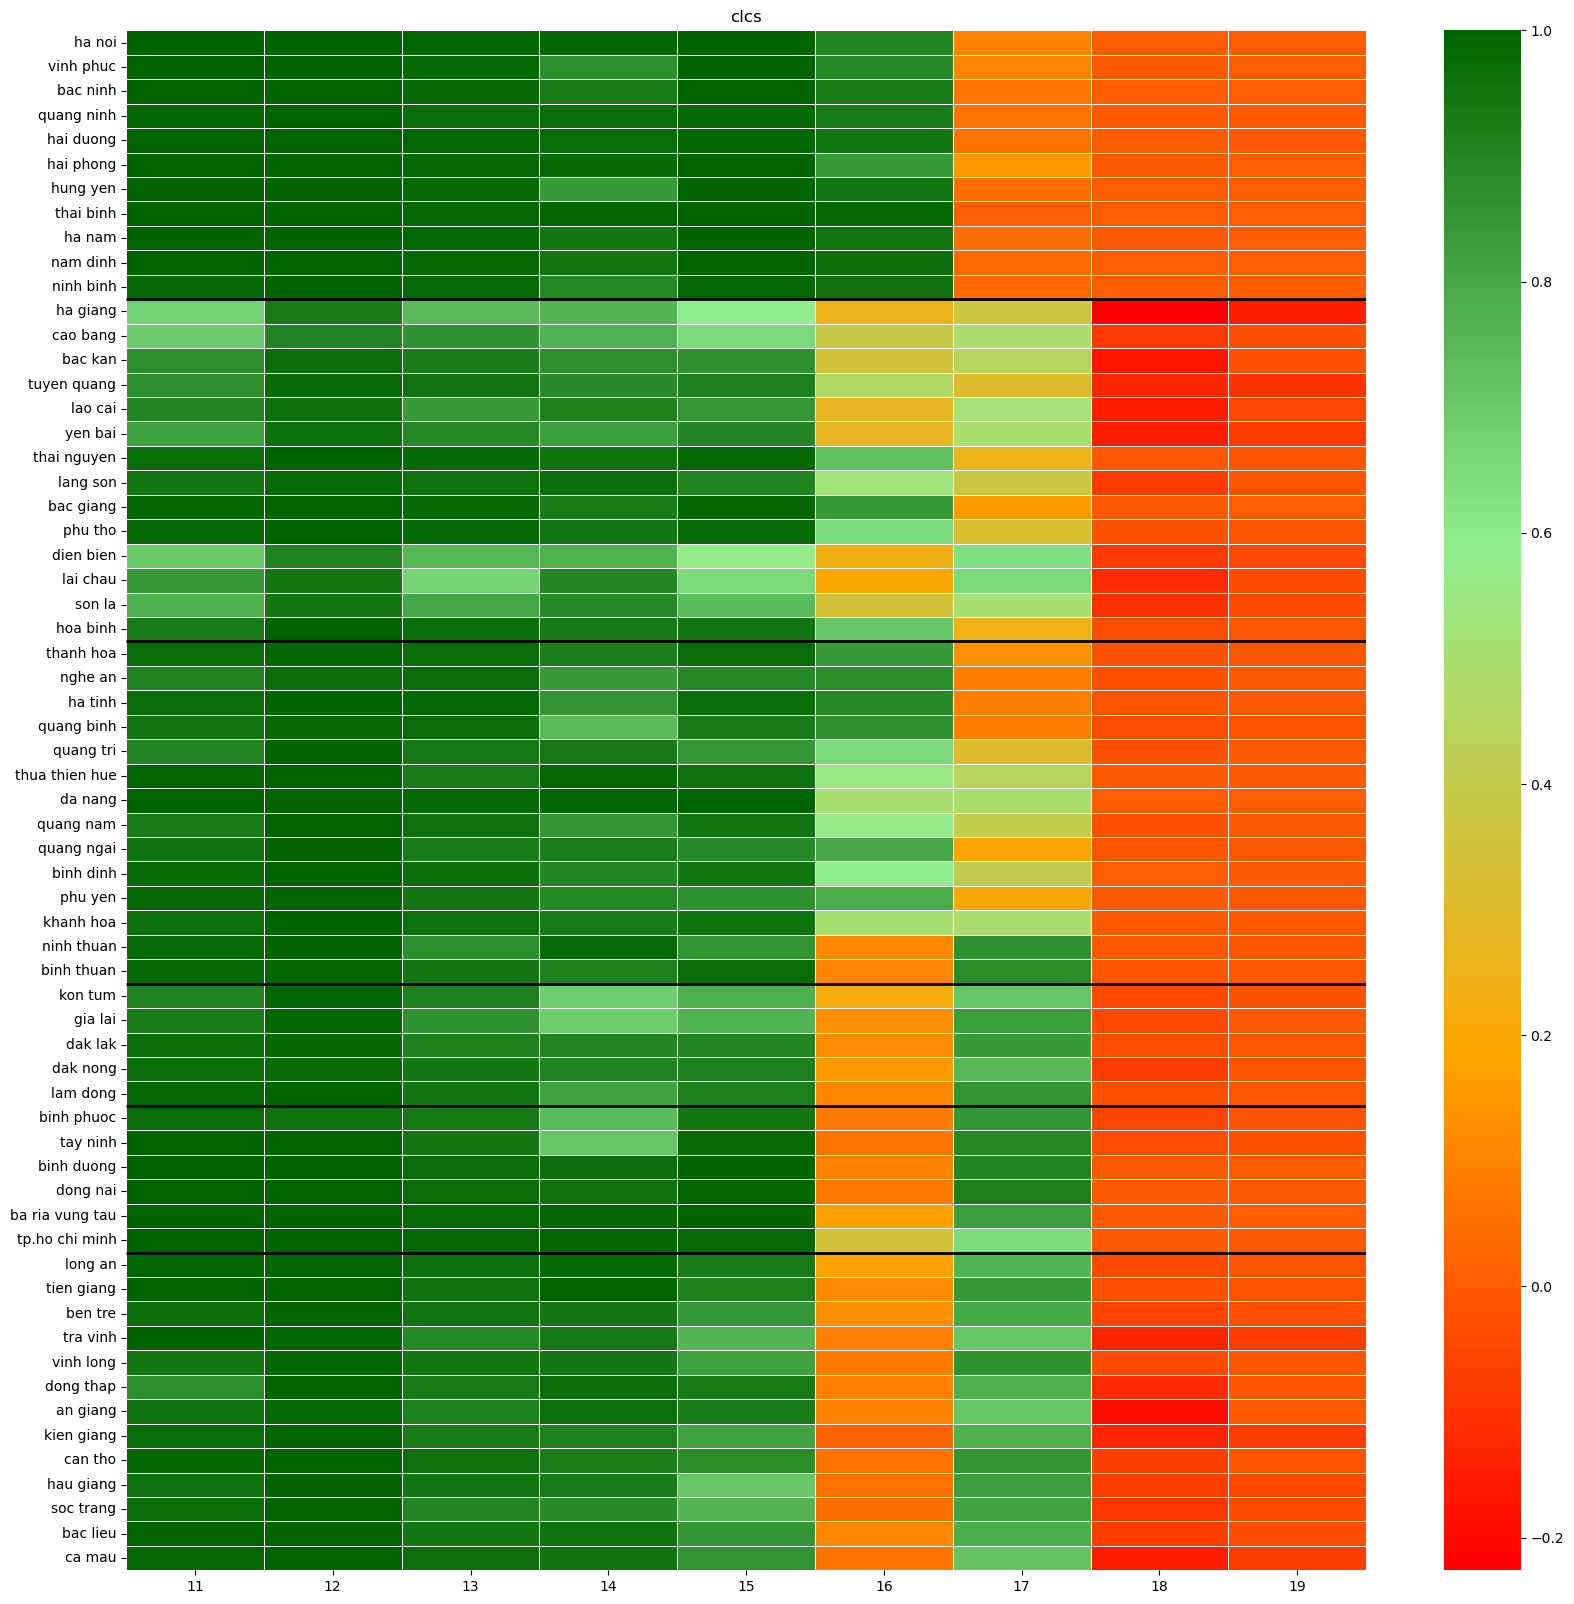 clcs
ha noi
vinh phuc
bac ninh
quang ninh
hai duong
hai phong
hung yen
thai binh
ha nam
nam dinh
ninh binh
ha giang
cao bang
bac kan
tuyen quang
lao cai
yen bai
thai nguyen
lang son
bac giang
phu tho
dien bien
lai chau
son la
hoa binh
thanh hoa
nghe an
ha tinh
quang binh
quang tri
thua thien hue
da nang
quang nam
quang ngai
binh dinh
phu yen
khanh hoa
ninh thuan
binh thuan
kon tum
gia lai
dak lak
dak nong
lam dong
binh phuoc
tay ninh
binh duong
dong nai
ba ria vung tau
tp.ho chi minh
long an
tien giang
ben tre
tra vinh
vinh long
dong thap
an giang
kien giang
can tho
hau giang
soc trang
bac lieu
ca mau
11 12 13 14 15 16 17 18 19
1.0
0.8
0.6
0.4
0.2
0.0
−0.2